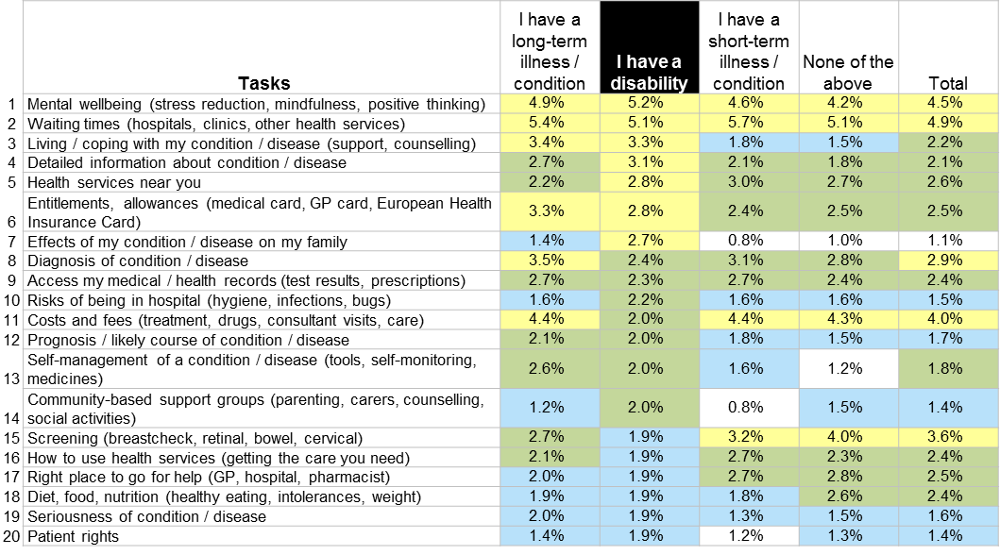 Tasks I have a long-term illness / condition I have a disability I have a short-term illness / condition None of the above Total
1 Mental wellbeing (stress reduction, mindfulness, positive thinking) 4.9% 5.2% 4.6% 4.2% 4.5%
2 Waiting times (hospitals, clinics, other health services) 5.4% 5.1% 5.7% 5.1% 4.9%
3 Living / coping with my condition / disease (support, counselling) 3.4% 3.3% 1.8% 1.5% 2.2%
4 Detailed information about condition / disease 2.7% 3.1% 2.1% 1.8% 2.1%
5 Health services near you 2.2% 2.8% 3.0% 2.7% 2.6%
6 Entitlements, allowances (medical card, GP card, European Health Insurance Card) 3.3% 2.8% 2.4% 2.5% 2.5%
7 Effects of my condition / disease on my family 1.4% 2.7% 0.8% 1.0% 1.1%
8 Diagnosis of condition / disease 3.5% 2.4% 3.1% 2.8% 2.9%
9 Access my medical / health records (test results, prescriptions) 2.7% 2.3% 2.7% 2.4% 2.4%
10 Risks of being in hospital (hygiene, infections, bugs) 1.6% 2.2% 1.6% 1.6% 1.5%
11 Costs and fees (treatment, drugs, consultant visits, care) 4.4% 2.0% 4.4% 4.3% 4.0%
12 Prognosis / likely course of condition / disease 2.1% 2.0% 1.8% 1.5% 1.7%
13 Self-management of a condition / disease (tools, self-monitoring, medicines) 2.6% 2.0% 1.6% 1.2% 1.8%
14 Community-based support groups (parenting, carers, counselling, social activities) 1.2% 2.0% 0.8% 1.5% 1.4%
15 Screening (breastcheck, retinal, bowel, cervical) 2.7% 1.9% 3.2% 4.0% 3.6%
16 How to use health services (getting the care you need) 2.1% 1.9% 2.7% 2.3% 2.4%
17 Right place to go for help (GP, hospital, pharmacist) 2.0% 1.9% 2.7% 2.8% 2.5%
18 Diet, food, nutrition (healthy eating, intolerances, weight) 1.9% 1.9% 1.8% 2.6% 2.4%
19 Seriousness of condition / disease 2.0% 1.9% 1.3% 1.5% 1.6%
20 Patient rights 1.4% 1.9% 1.2% 1.3% 1.4%